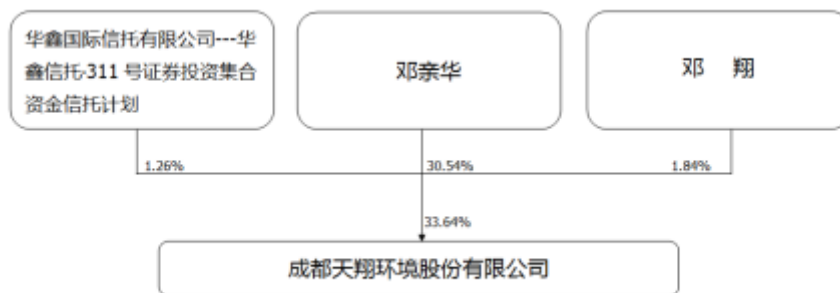 华鑫国际信托有限公司---华
鑫信托-311 号证券投资集合
资金信托计划
邓亲华
邓 翔
1.26%
30.54%
1.84%
33.64%
成都天翔环境股份有限公司